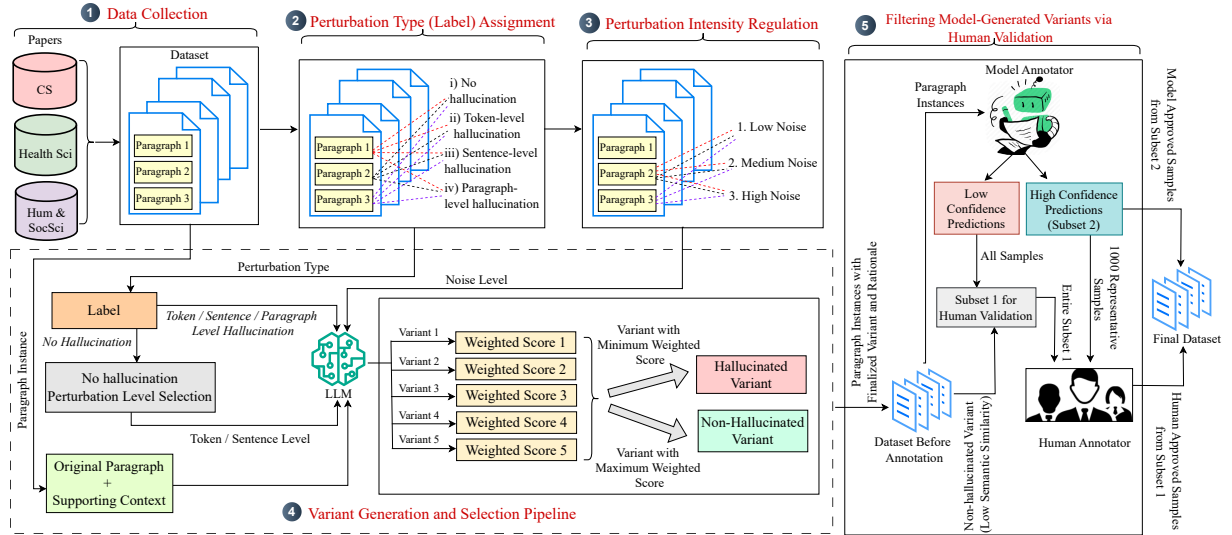 1 Data Collection
Papers
CS
Health Sci
Hum &
SocSci
Dataset
Paragraph 1
Paragraph 2
Paragraph 3
2 Perturbation Type (Label) Assignment
Paragraph 1
Paragraph 2
Paragraph 3
i) No
hallucination
ii) Token-level
hallucination
iii) Sentence-level
hallucination
iv) Paragraph-
level hallucination
3 Perturbation Intensity Regulation
Paragraph 1
Paragraph 2
Paragraph 3
1. Low Noise
2. Medium Noise
3. High Noise
Paragraph Instance
Perturbation Type
Noise Level
Label
Token / Sentence / Paragraph
Level Hallucination
No Hallucination
No hallucination
Perturbation Level Selection
Token / Sentence Level
Original Paragraph
+
Supporting Context
LLM
Variant 1
Variant 2
Variant 3
Variant 4
Variant 5
Weighted Score 1
Weighted Score 2
Weighted Score 3
Weighted Score 4
Weighted Score 5
Variant with
Minimum Weighted
Score
Hallucinated
Variant
Non-Hallucinated
Variant
Variant with
Maximum Weighted
Score
4 Variant Generation and Selection Pipeline
5 Filtering Model-Generated Variants via
Human Validation
Model Annotator
Paragraph
Instances
Low
Confidence
Predictions
High Confidence
Predictions
(Subset 2)
All Samples
Subset 1 for
Human Validation
Entire Subset 1
1000 Representative
Samples
Paragraph Instances with
Finalized Variant and Rationale
Dataset Before
Annotation
Non-hallucinated Variant
(Low Semantic Similarity)
Human Annotator
Model Approved Samples
from Subset 2
Final Dataset
Human Approved Samples
from Subset 1